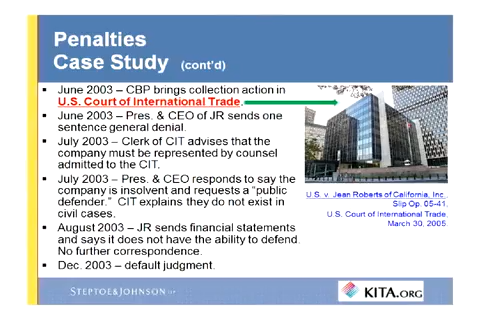 Penalties
Case Study (cont'd)
▪ June 2003 – CBP brings collection action in
U.S. Court of International Trade.
▪ June 2003 – Pres. & CEO of JR sends one
sentence general denial.
▪ July 2003 – Clerk of CIT advises that the
company must be represented by counsel
admitted to the CIT.
▪ July 2003 – Pres. & CEO responds to say the
company is insolvent and requests a "public
defender." CIT explains they do not exist in
civil cases.
▪ August 2003 – JR sends financial statements
and says it does not have the ability to defend.
No further correspondence.
▪ Dec. 2003 – default judgment.
U.S. v. Jean Roberts of California, Inc.,
Slip Op. 05-41,
U.S. Court of International Trade,
March 30, 2005.
STEPTOE & JOHNSON LLP
KITA.ORG